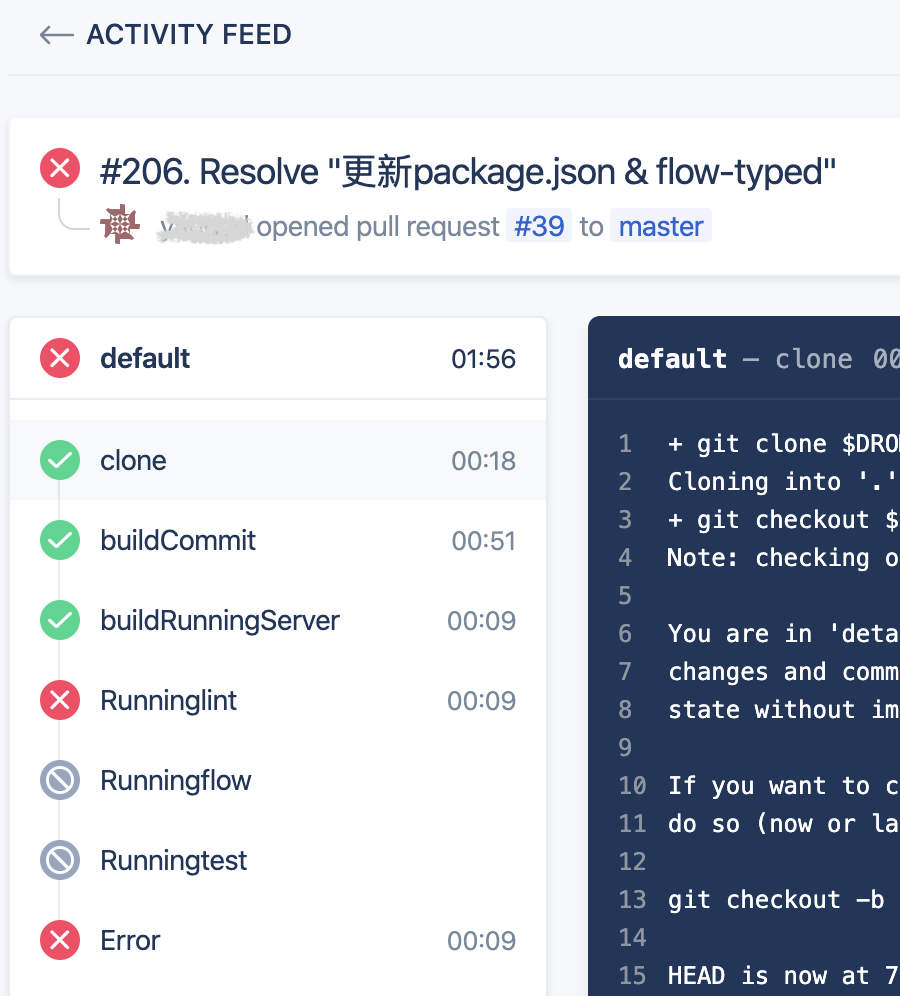 ACTIVITY FEED
#206. Resolve "更新package.json & flow-typed"
opened pull request #39 to master
default 01:56
clone 00:18
buildCommit 00:51
buildRunningServer 00:09
Runninglint 00:09
Runningflow
Runningtest
Error 00:09
default — clone 00
1 + git clone $DRO
2 Cloning into '.'
3 + git checkout $
4 Note: checking o
5
6 You are in 'deta
7 changes and comm
8 state without im
9
10 If you want to c
11 do so (now or la
12
13 git checkout -b
14
15 HEAD is now at 7